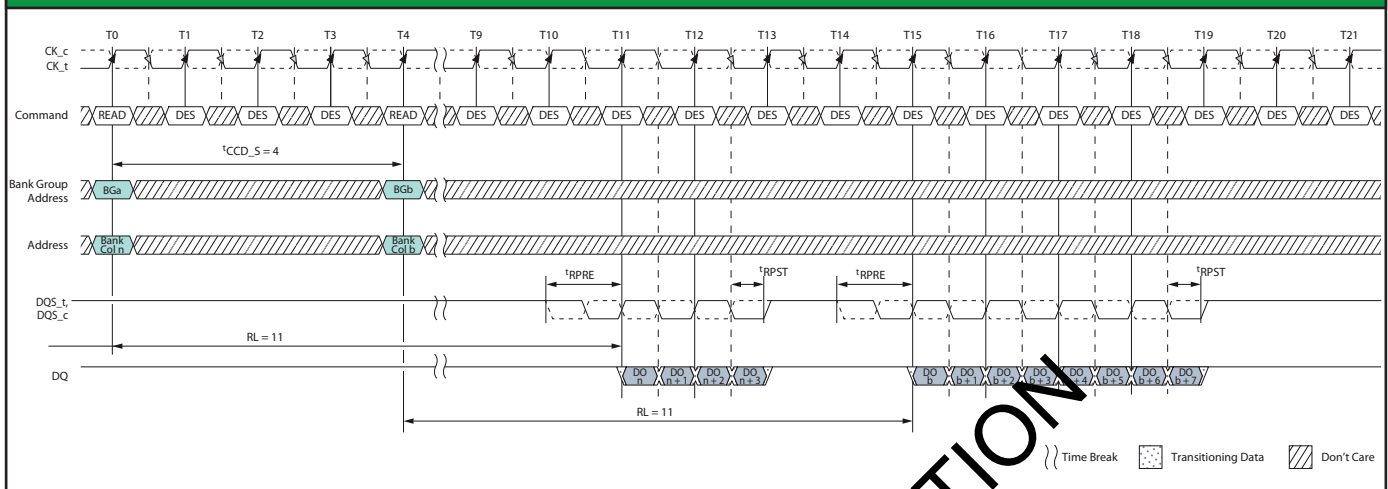 T0 T1 T2 T3 T4 T9 T10 T11 T12 T13 T14 T15 T16 T17 T18 T19 T20 T21
CK_c
CK_t
Command READ DES DES DES READ DES DES DES DES DES DES DES DES DES DES DES DES DES
tCCD_S = 4
Bank Group
Address
BGa BGb
Address
Bank
Col n
Bank
Col b
tRPRE tRPST tRPRE tRPST
DQS_t,
DQS_c
RL = 11
DQ
DO
n
DO
n + 1
DO
n + 2
DO
n + 3
DO
b
DO
b + 1
DO
b + 2
DO
b + 3
+ 4
DO
b + 5
DO
b + 6
DO
b + 7
RL = 11
TION
Time Break Transitioning Data Don't Care